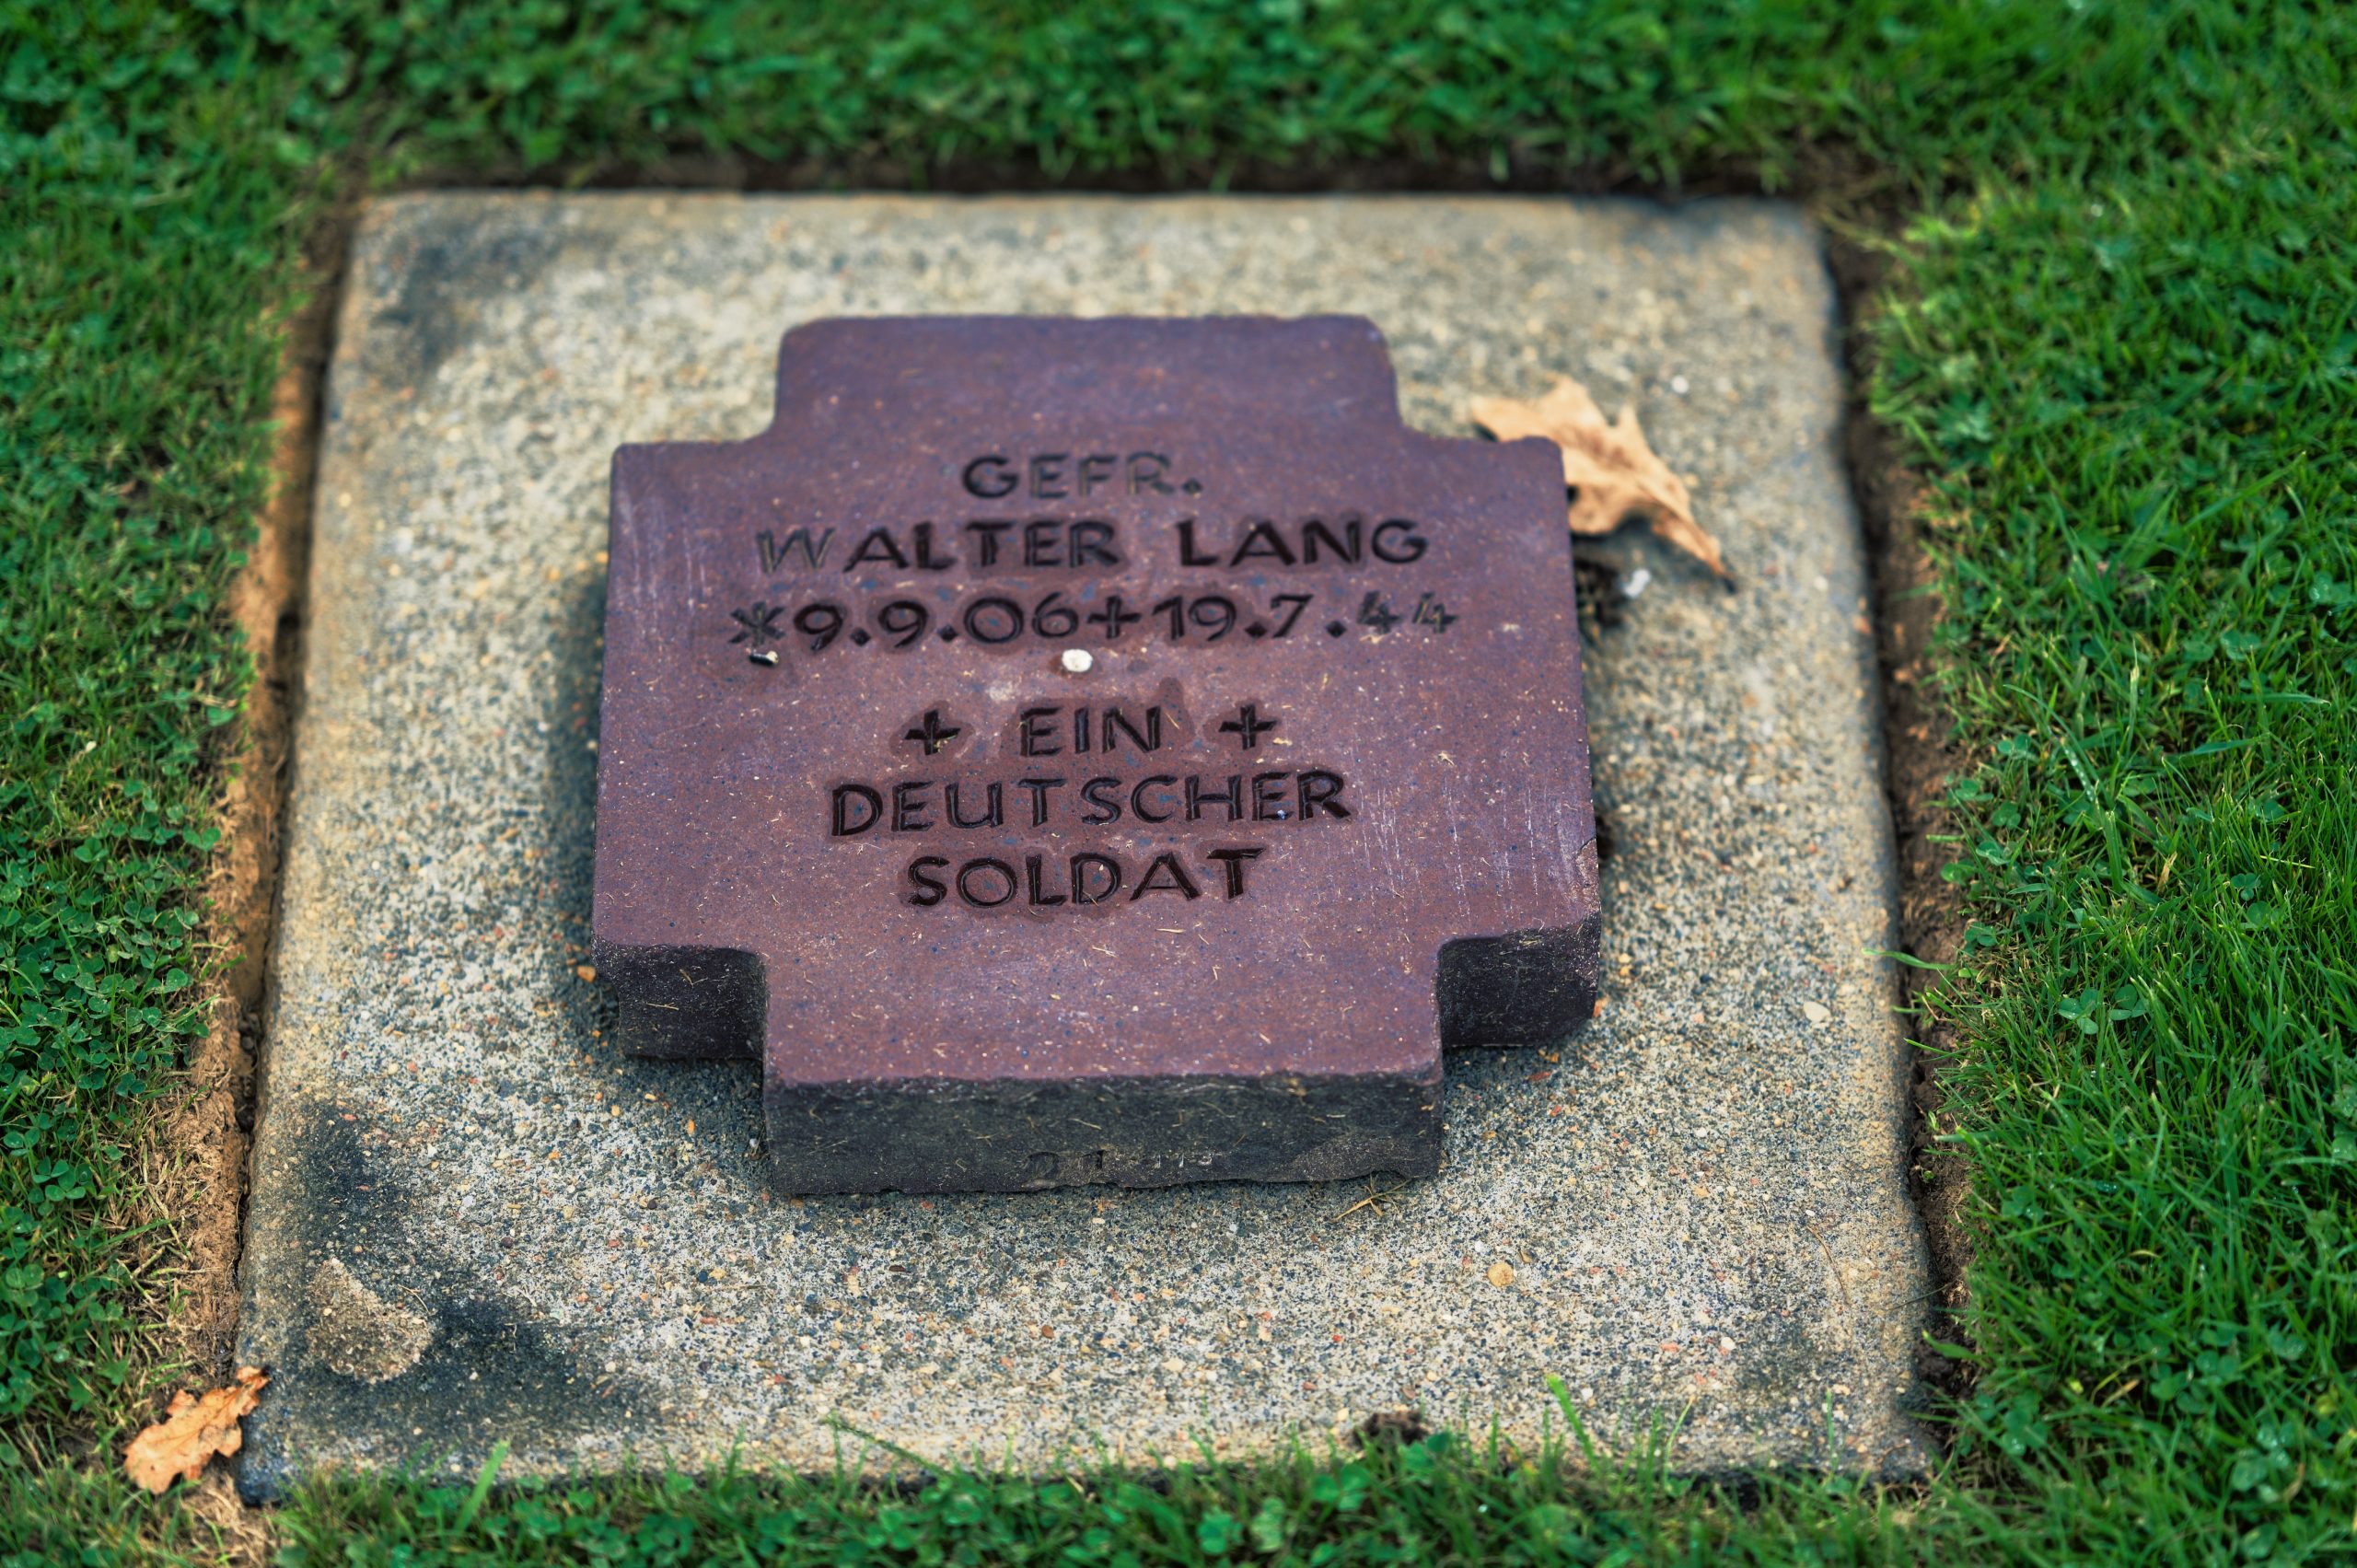 GEFR.
WALTER LANG
*9.9.06+19.7.44
+ EIN +
DEUTSCHER
SOLDAT